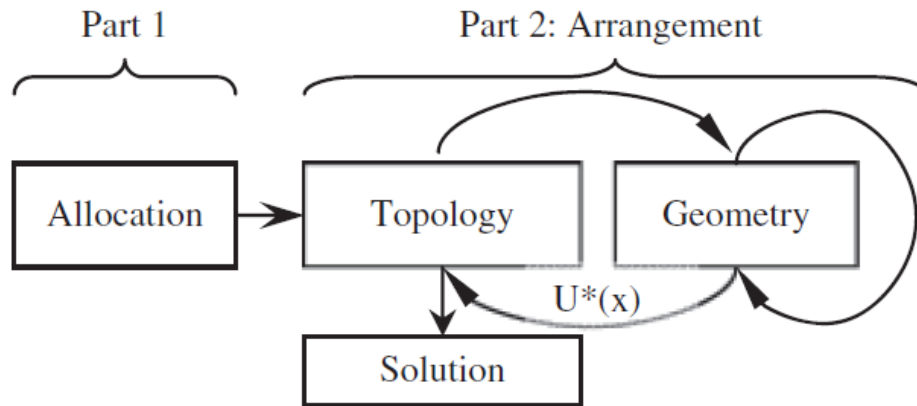 Part 1
Part 2: Arrangement
Allocation
Topology
Geometry
U*(x)
Solution